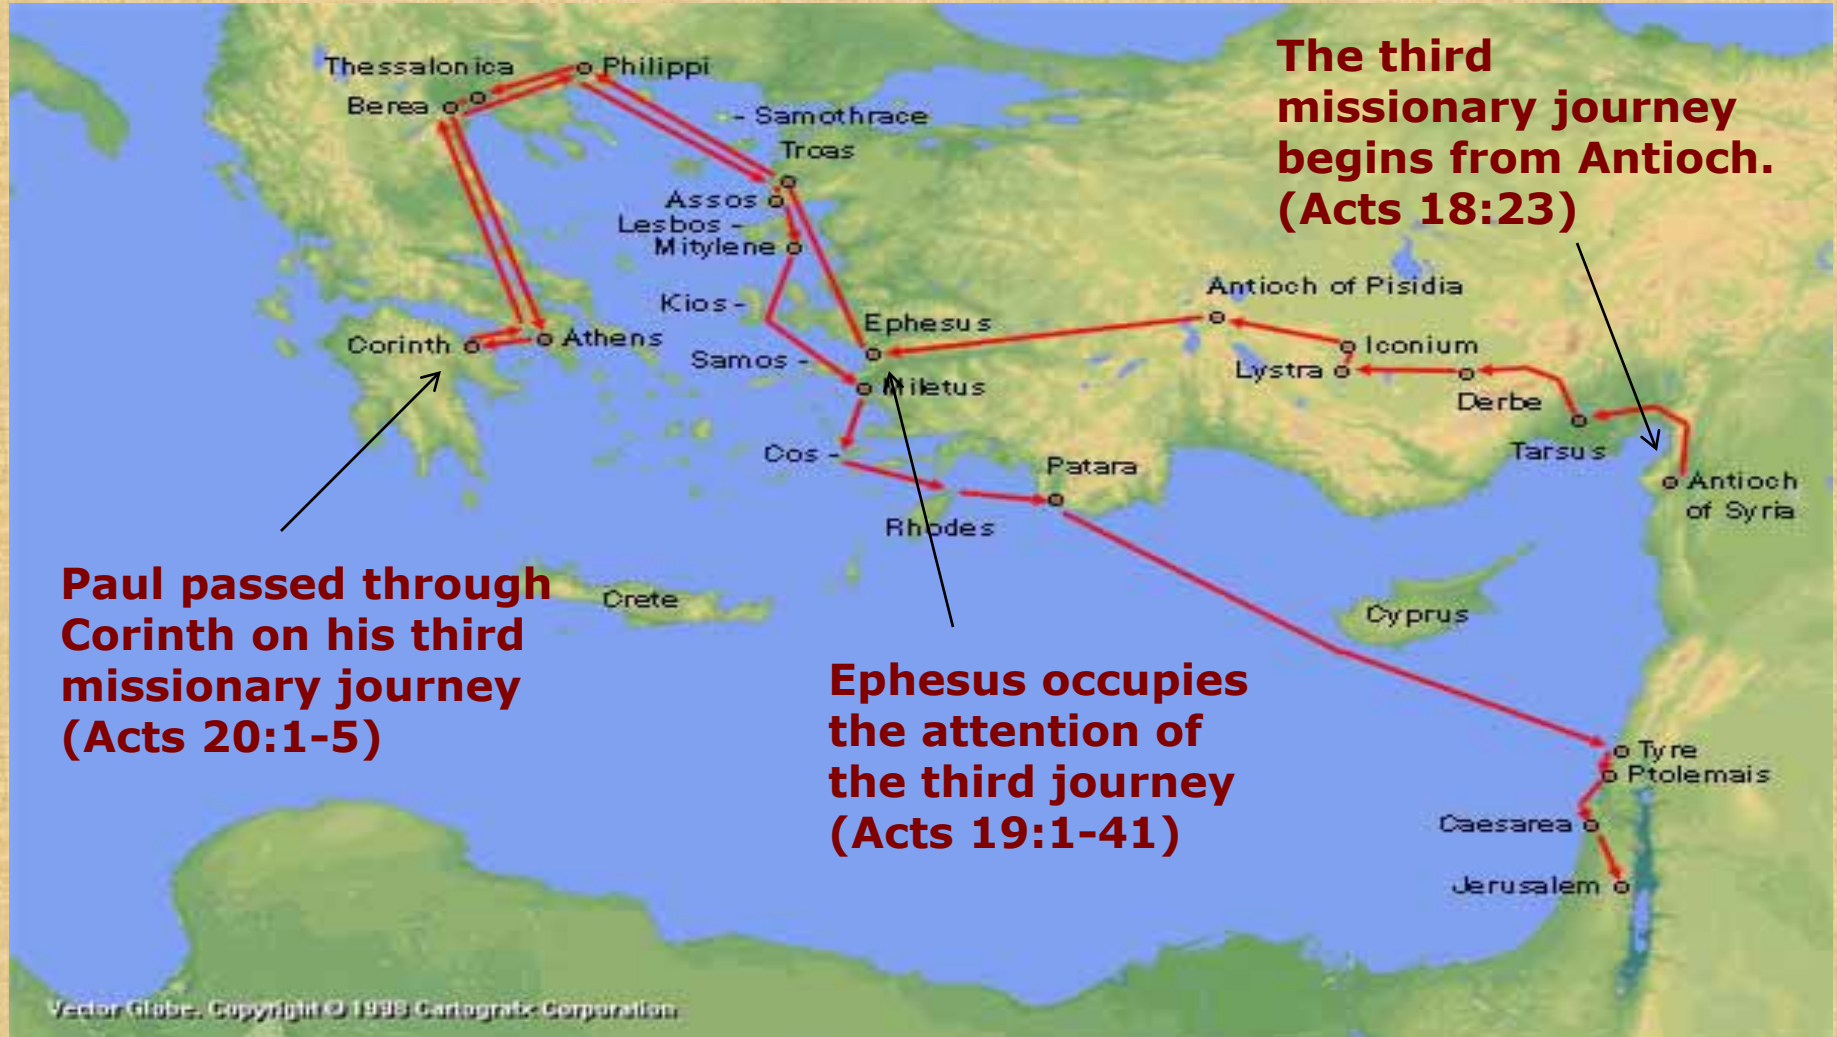 The third
missionary journey
begins from Antioch.
(Acts 18:23)
Thessalonica
Philippi
Berea
- Samothrace
Troas
Assos
Lesbos -
Mitylene
Kios -
Ephesus
Samos -
Miletus
Corinth
Athens
Antioch of Pisidia
Iconium
Lystra
Derbe
Tarsus
Antioch
of Syria
Cos -
Patara
Rhodes
Crete
Cyprus
Paul passed through
Corinth on his third
missionary journey
(Acts 20:1-5)
Ephesus occupies
the attention of
the third journey
(Acts 19:1-41)
Tyre
Ptolemais
Caesarea
Jerusalem
Vector Globe. Copyright © 1998 Cartografx Corporation